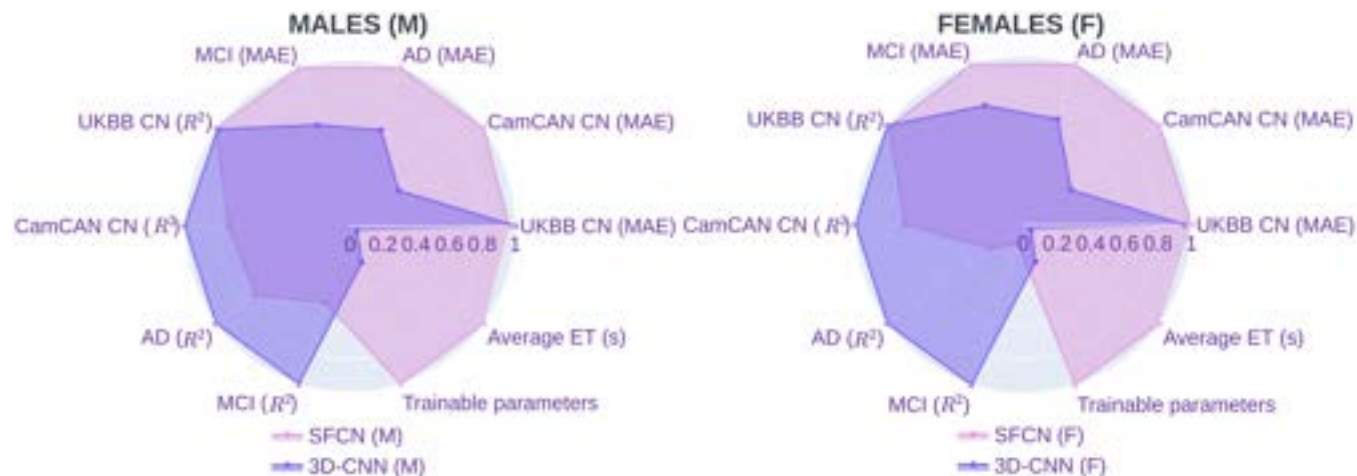 MALES (M)
MCI (MAE)
AD (MAE)
UKBB CN (R²)
CamCAN CN (MAE)
CamCAN CN (R²)
0 0.2 0.4 0.6 0.8 1
UKBB CN (MAE)
AD (R²)
Average ET (s)
MCI (R²)
Trainable parameters
SFCN (M)
3D-CNN (M)
FEMALES (F)
MCI (MAE)
AD (MAE)
UKBB CN (R²)
CamCAN CN (MAE)
CamCAN CN (R²)
0 0.2 0.4 0.6 0.8 1
UKBB CN (MAE)
AD (R²)
Average ET (s)
MCI (R²)
Trainable parameters
SFCN (F)
3D-CNN (F)